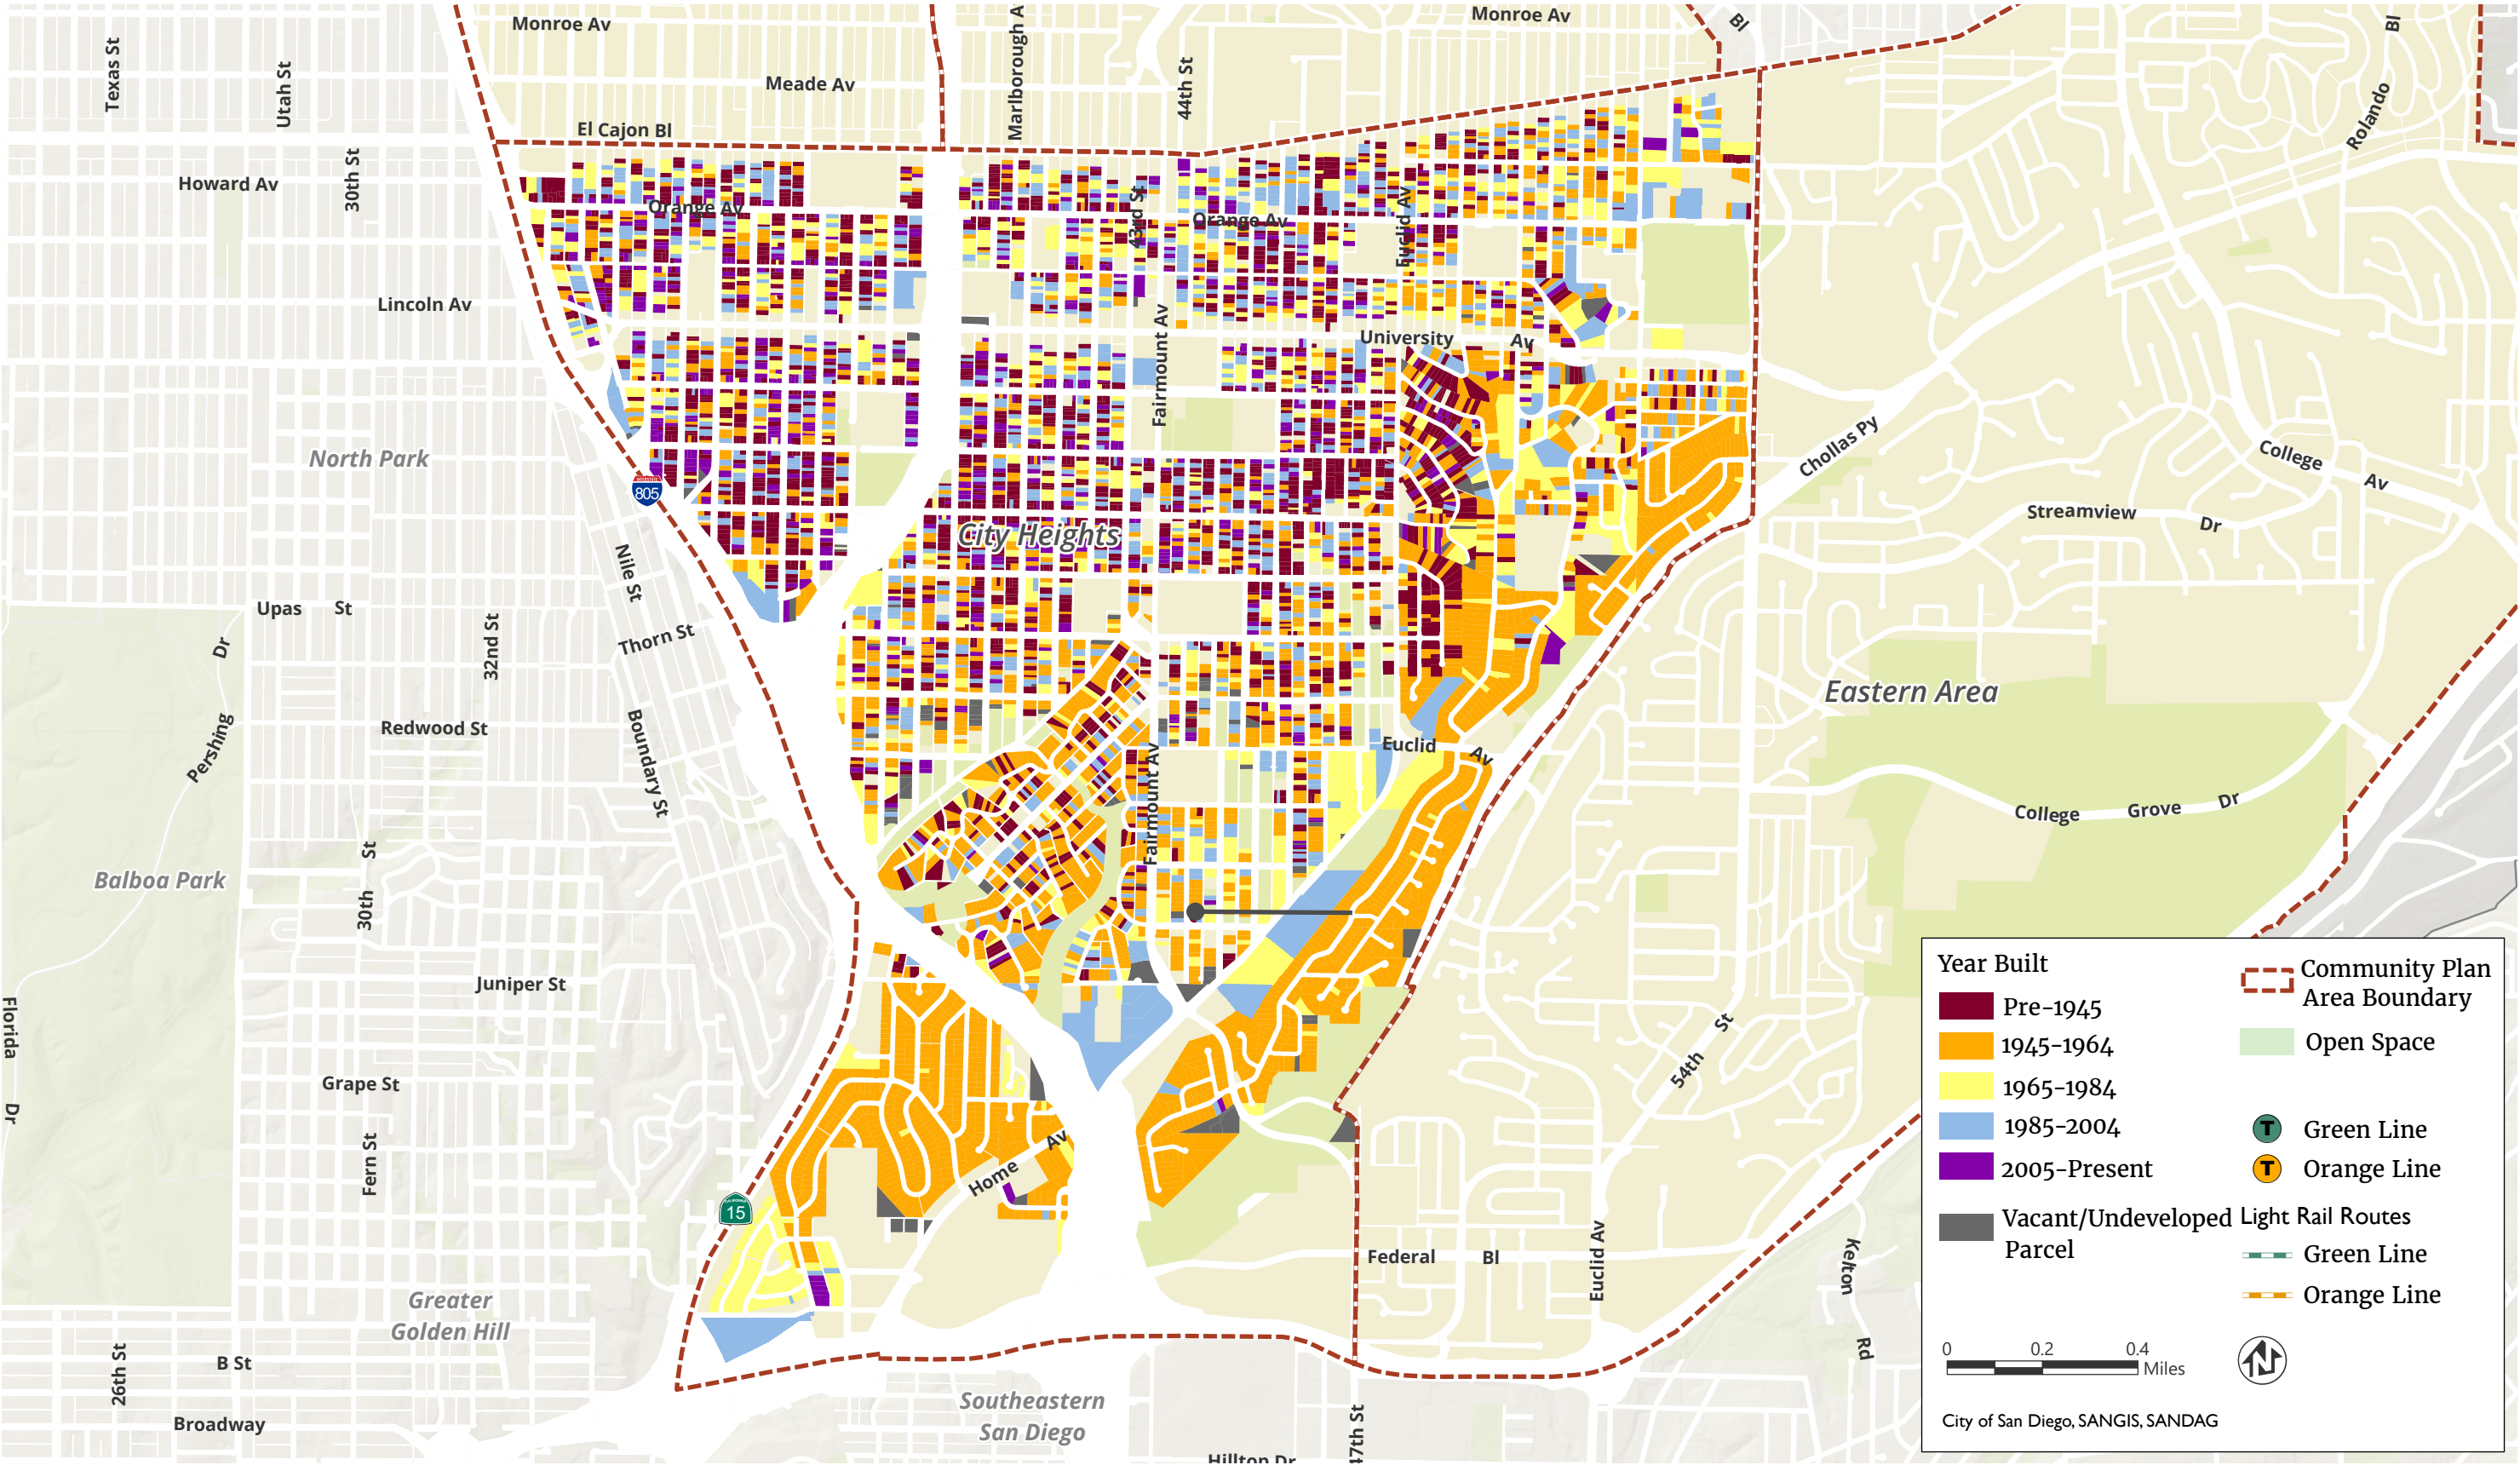 Monroe Av
Marlborough A
Monroe Av
Bl
Bl
Texas St
Utah St
Meade Av
44th St
Rolando
El Cajon Bl
30th St
Howard Av
Orange Av
43rd St
Orange Av
Euclid Av
Lincoln Av
Fairmount Av
University
Av
North Park
805
Chollas Py
College
Av
City Heights
Streamview
Dr
Nile St
Upas
St
Dr
32nd St
Thorn St
Eastern Area
Pershing
Redwood St
Boundary St
Euclid
Av
Fairmount Av
College
Grove
Dr
St
30th
Balboa Park
Juniper St
Florida
Dr
Grape St
54th
St
Fern St
Home
Av
15
Federal
Bl
Euclid Av
Kelton
Rd
Greater
Golden Hill
26th St
B St
Broadway
Southeastern
San Diego
Hilltop Dr
47th St
Year Built
Pre-1945
1945-1964
1965-1984
1985-2004
2005-Present
Vacant/Undeveloped
Parcel
Community Plan
Area Boundary
Open Space
T
Green Line
T
Orange Line
Light Rail Routes
Green Line
Orange Line
0
0.2
0.4
Miles
N
City of San Diego, SANGIS, SANDAG